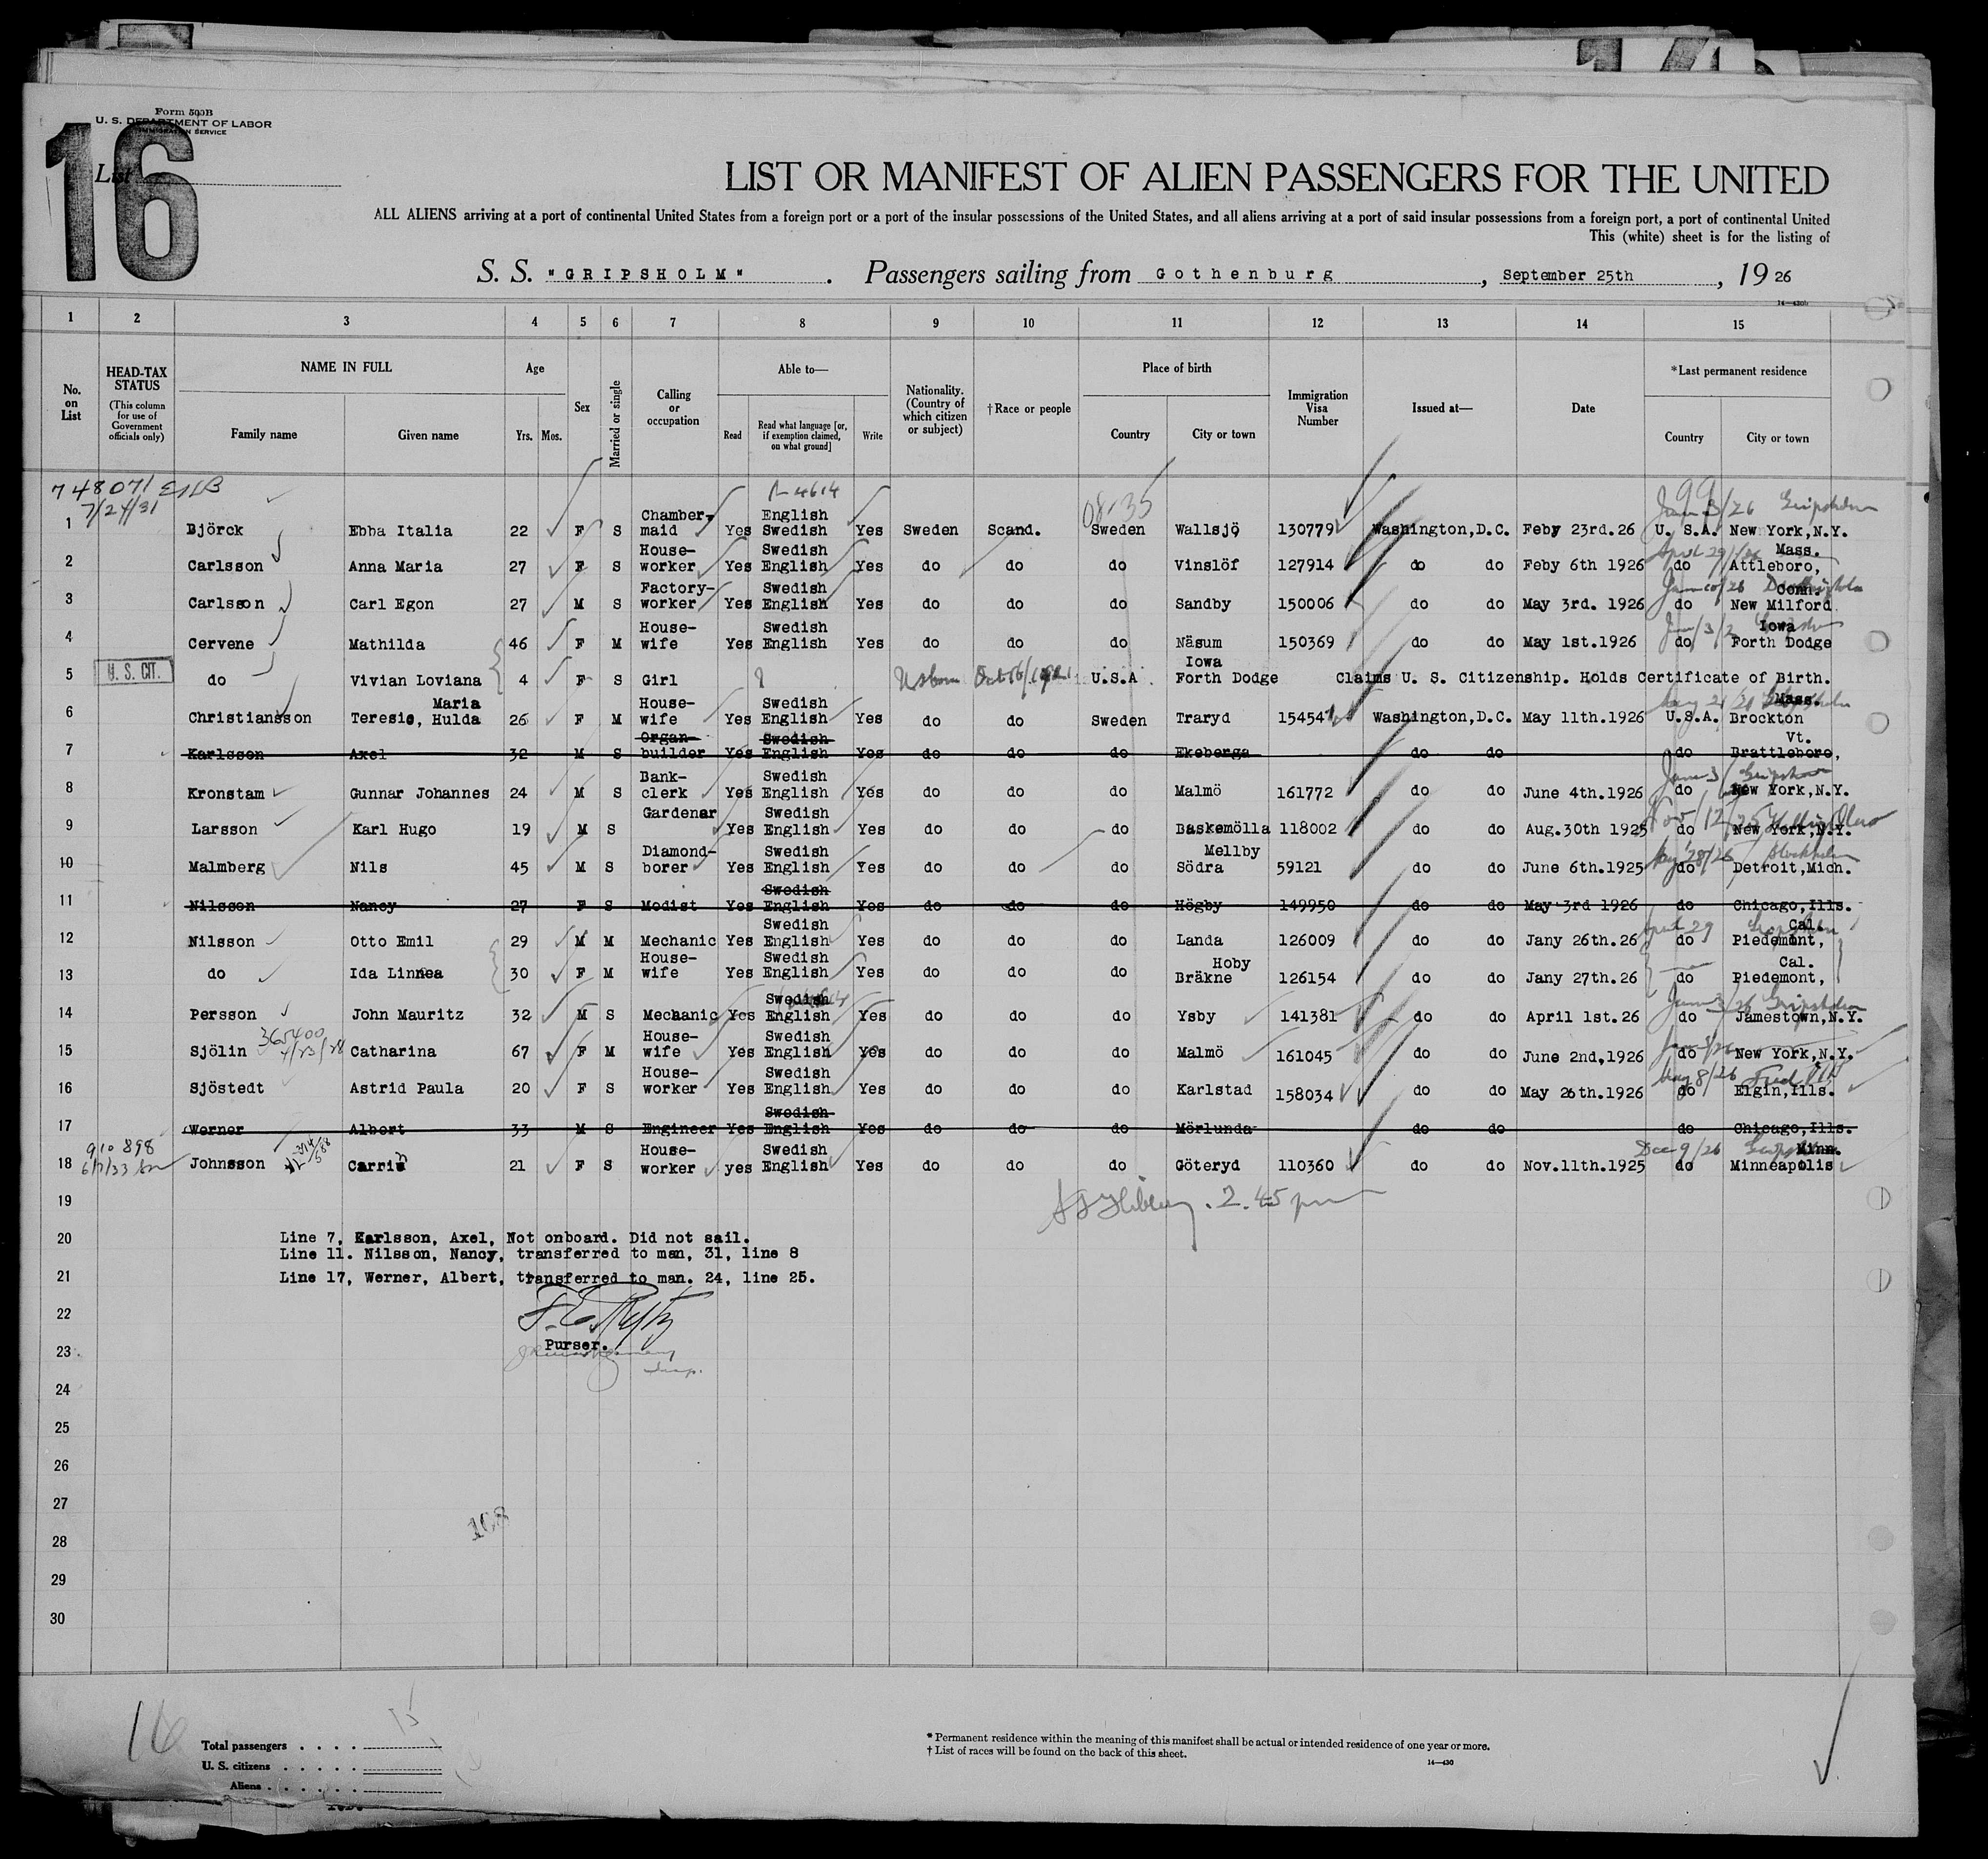 Form 500B
U. S. DEPARTMENT OF LABOR
IMMIGRATION SERVICE
16
List
LIST OR MANIFEST OF ALIEN PASSENGERS FOR THE UNITED
ALL ALIENS arriving at a port of continental United States from a foreign port or a port of the insular possessions of the United States, and all aliens arriving at a port of said insular possessions from a foreign port, a port of continental United
This (white) sheet is for the listing of
S. S. "GRIPSHOLM". Passengers sailing from Gothenburg, September 25th, 1926
14—430b
1 2 3 4 5 6 7 8 9 10 11 12 13 14 15
No. on List
HEAD-TAX STATUS
(This column for use of Government officials only)
NAME IN FULL
Family name Given name
Age
Yrs. Mos.
Sex
Married or single
Calling or occupation
Able to—
Read Read what language [or, if exemption claimed, on what ground] Write
Nationality. (Country of which citizen or subject)
†Race or people
Place of birth
Country City or town
Immigration Visa Number
Issued at—
Date
*Last permanent residence
Country City or town
748071
7/24/31
08-35
99
1 Björck Ebba Italia 22 F S Chamber-maid Yes English Swedish Yes Sweden Scand. Sweden Wallsjö 130779 Washington,D.C. Feby 23rd.26 U.S.A. New York,N.Y.
2 Carlsson Anna Maria 27 F S House-worker Yes Swedish English Yes do do do Vinslöf 127914 do do Feby 6th 1926 do Mass. Attleboro,
3 Carlsson Carl Egon 27 M S Factory-worker Yes Swedish English Yes do do do Sandby 150006 do do May 3rd. 1926 do Conn. New Milford
4 Cervene Mathilda 46 F M House-wife Yes Swedish English Yes do do do Näsum 150369 do do May 1st.1926 do Iowa Forth Dodge
5 U. S. CIT. do Vivian Loviana 4 F S Girl U.S.A. Iowa Forth Dodge Claims U. S. Citizenship. Holds Certificate of Birth.
6 Christiansson Teresie, Maria Hulda 26 F M House-wife Yes Swedish English Yes do do Sweden Traryd 154547 Washington,D.C. May 11th.1926 U.S.A. Mass. Brockton
7 Karlsson Axel 32 M S Organ-builder Yes Swedish English Yes do do do Ekeberga do do do Vt. Brattleboro,
8 Kronstam Gunnar Johannes 24 M S Bank-clerk Yes Swedish English Yes do do do Malmö 161772 do do June 4th.1926 do New York,N.Y.
9 Larsson Karl Hugo 19 M S Gardenar Yes Swedish English Yes do do do Baskemölla 118002 do do Aug.30th 1925 do New York,N.Y.
10 Malmberg Nils 45 M S Diamond-borer Yes Swedish English Yes do do do Mellby Södra 59121 do do June 6th.1925 do Detroit,Mich.
11 Nilsson Nancy 27 F S Modist Yes Swedish English Yes do do do Högby 149950 do do May 3rd 1926 do Chicago,Ills.
12 Nilsson Otto Emil 29 M M Mechanic Yes Swedish English Yes do do do Landa 126009 do do Jany 26th.26 do Cal. Piedemont,
13 do Ida Linnea 30 F M House-wife Yes Swedish English Yes do do do Hoby Bräkne 126154 do do Jany 27th.26 do Cal. Piedemont,
14 Persson John Mauritz 32 M S Mechanic Yes Swedish English Yes do do do Ysby 141381 do do April 1st.26 do Jamestown,N.Y.
365400
15 Sjölin Catharina 67 F M House-wife Yes Swedish English Yes do do do Malmö 161045 do do June 2nd,1926 do New York,N.Y.
16 Sjöstedt Astrid Paula 20 F S House-worker Yes Swedish English Yes do do do Karlstad 158034 do do May 26th.1926 do Elgin,Ills.
17 Werner Albert 33 M S Engineer Yes Swedish English Yes do do do Mörlunda do do do Chicago,Ills.
910898
18 Johnsson Carrin 21 F S House-worker yes Swedish English Yes do do do Göteryd 110360 do do Nov.11th.1925 do Minn. Minneapolis
19
2.45 pm
20 Line 7, Karlsson, Axel, Not onboard. Did not sail.
Line 11. Nilsson, Nancy, transferred to man, 31, line 8
21 Line 17, Werner, Albert, transferred to man. 24, line 25.
22
Purser.
23
24
25
26
27
28
29
30
16
Total passengers
U. S. citizens
Aliens
* Permanent residence within the meaning of this manifest shall be actual or intended residence of one year or more.
† List of races will be found on the back of this sheet.
14—430